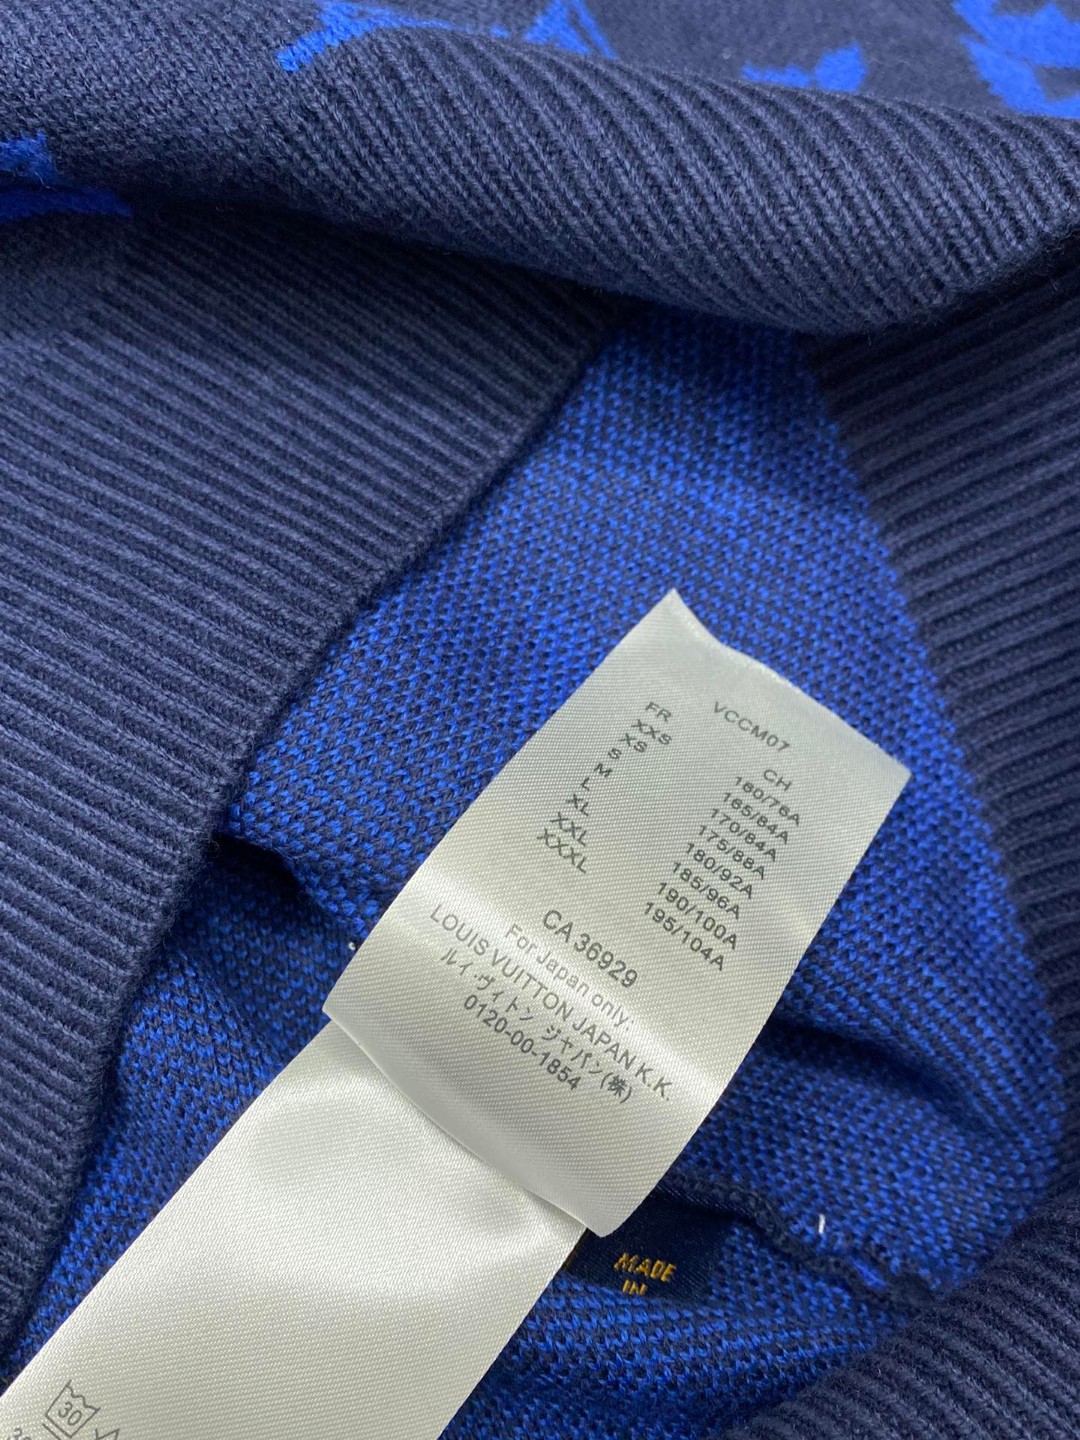 VCCM07
FR CH
XXS 160/76A
XS 165/84A
S 170/84A
M 175/88A
L 180/92A
XL 185/96A
XXL 190/100A
XXXL 195/104A
CA 36929
For Japan only:
LOUIS VUITTON JAPAN K.K.
ルイ・ヴィトン ジャパン(株)
0120-00-1854
MADE
IN
30